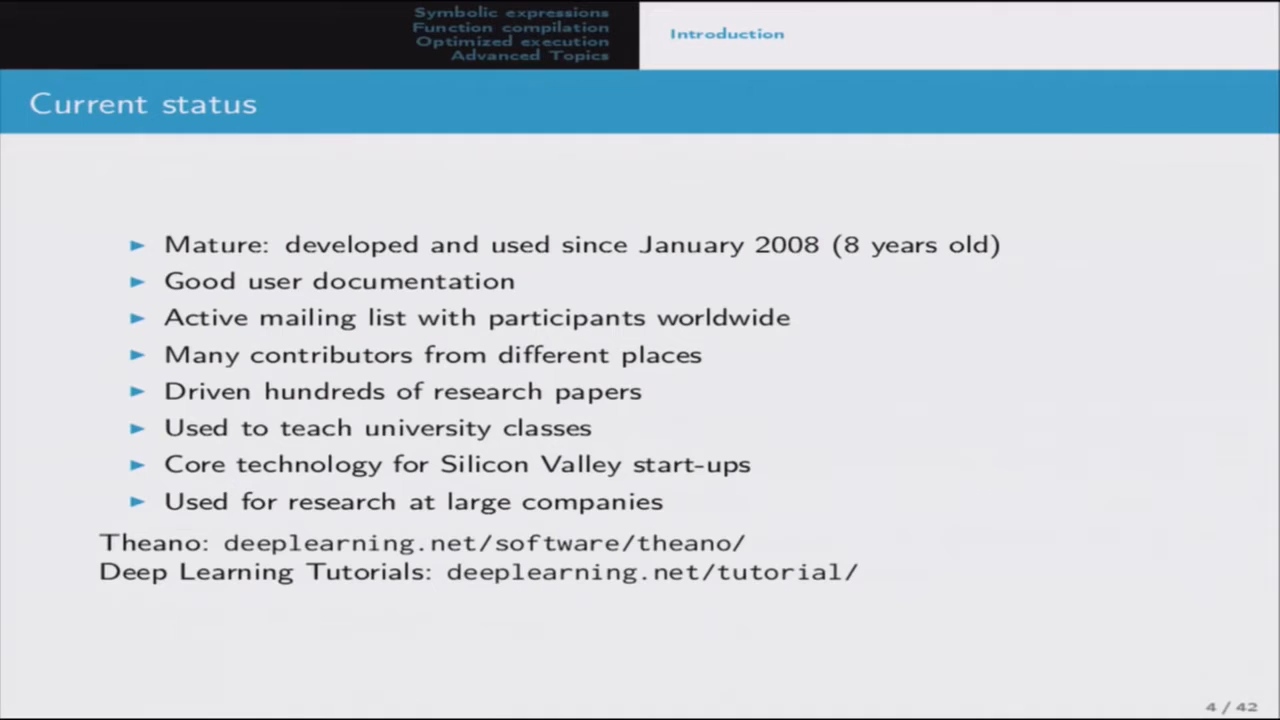 Symbolic expressions
Function compilation
Optimized execution
Advanced Topics
Introduction
Current status
► Mature: developed and used since January 2008 (8 years old)
► Good user documentation
► Active mailing list with participants worldwide
► Many contributors from different places
► Driven hundreds of research papers
► Used to teach university classes
► Core technology for Silicon Valley start-ups
► Used for research at large companies
Theano: deeplearning.net/software/theano/
Deep Learning Tutorials: deeplearning.net/tutorial/
4 / 42